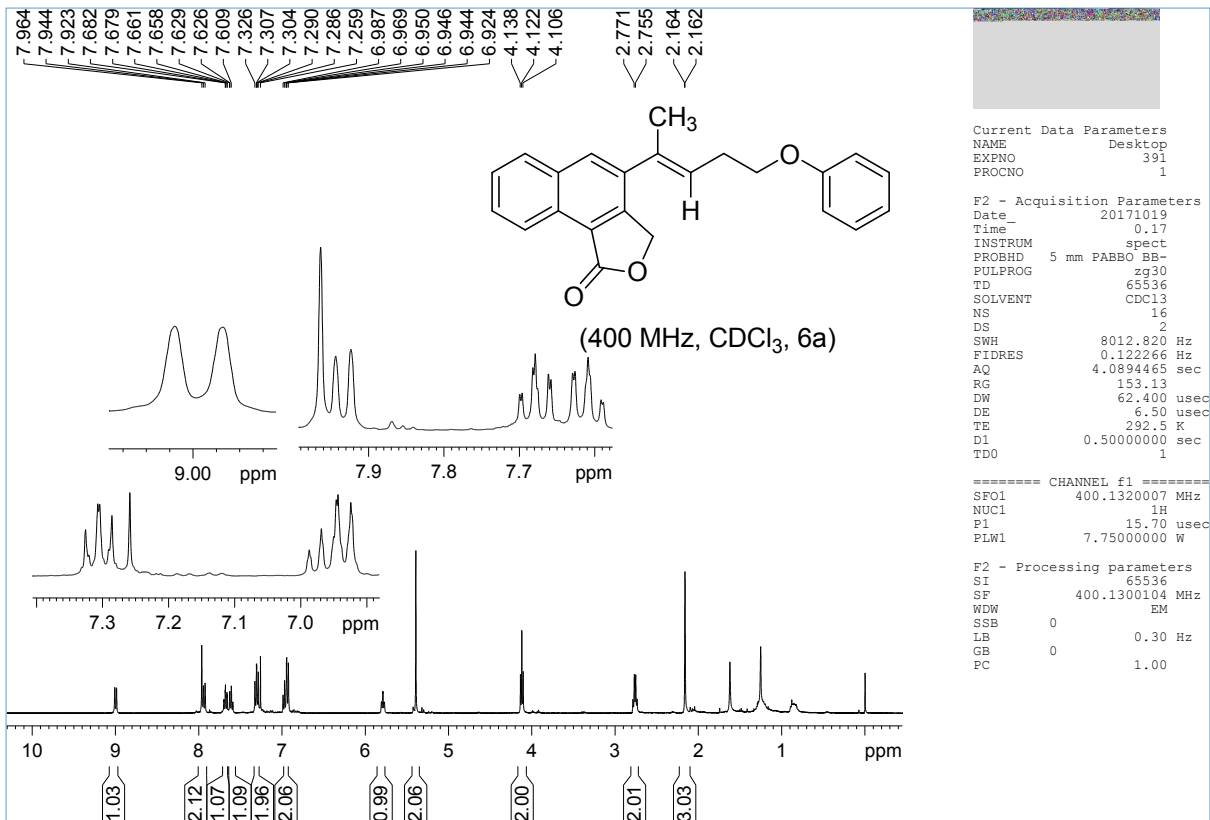 7.964
7.944
7.923
7.682
7.679
7.661
7.658
7.629
7.626
7.609
7.326
7.307
7.304
7.290
7.286
7.259
6.987
6.969
6.950
6.946
6.944
6.924
4.138
4.122
4.106
2.771
2.755
2.164
2.162
CH3
O
H
O
O
(400 MHz, CDCl3, 6a)
9.00 ppm
7.9 7.8 7.7 ppm
7.3 7.2 7.1 7.0 ppm
10 9 8 7 6 5 4 3 2 1 ppm
1.03
2.12
1.07
1.09
1.96
2.06
0.99
2.06
2.00
2.01
3.03
Current Data Parameters
NAME Desktop
EXPNO 391
PROCNO 1
F2 - Acquisition Parameters
Date_ 20171019
Time 0.17
INSTRUM spect
PROBHD 5 mm PABBO BB-
PULPROG zg30
TD 65536
SOLVENT CDCl3
NS 16
DS 2
SWH 8012.820 Hz
FIDRES 0.122266 Hz
AQ 4.0894465 sec
RG 153.13
DW 62.400 usec
DE 6.50 usec
TE 292.5 K
D1 0.50000000 sec
TD0 1
======== CHANNEL f1 ========
SFO1 400.1320007 MHz
NUC1 1H
P1 15.70 usec
PLW1 7.75000000 W
F2 - Processing parameters
SI 65536
SF 400.1300104 MHz
WDW EM
SSB 0
LB 0.30 Hz
GB 0
PC 1.00